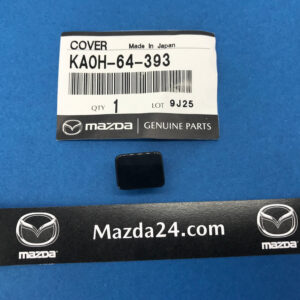 COVER Made In Japan
KA0H-64-393
QTY 1 LOT 9J25
mazda GENUINE PARTS
Mazda24.com
mazda
mazda